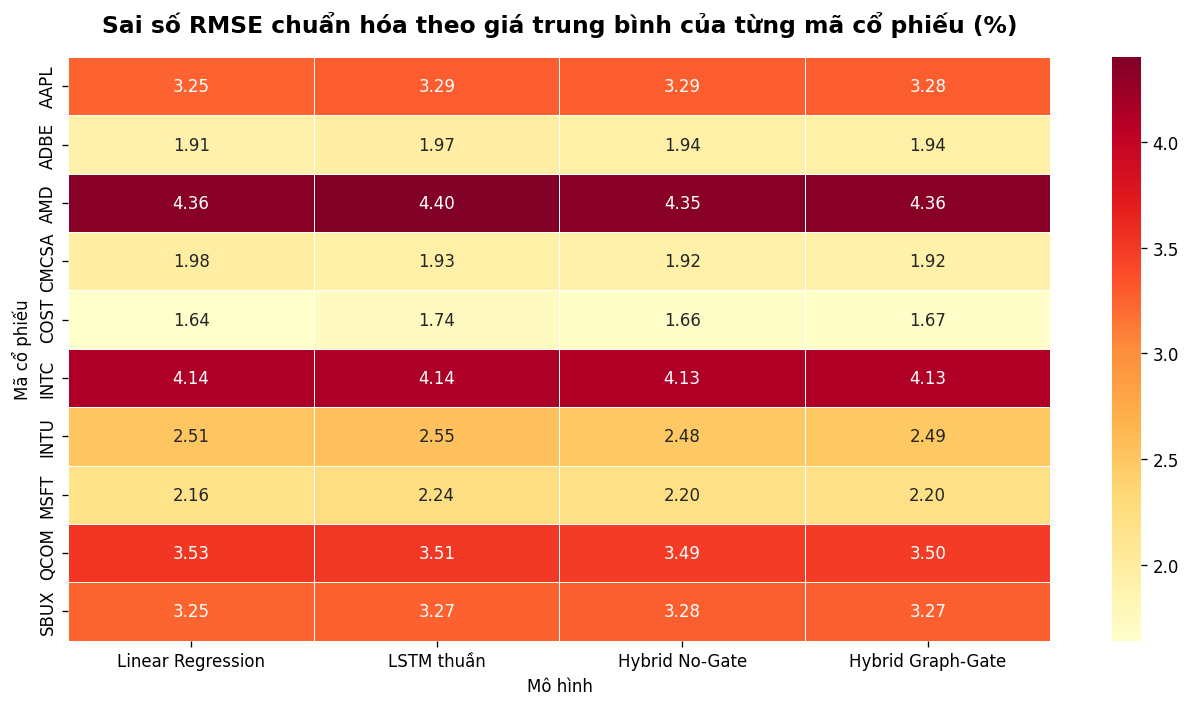 Sai số RMSE chuẩn hóa theo giá trung bình của từng mã cổ phiếu (%)
Mã cổ phiếu
AAPL 3.25 3.29 3.29 3.28
ADBE 1.91 1.97 1.94 1.94
AMD 4.36 4.40 4.35 4.36
CMCSA 1.98 1.93 1.92 1.92
COST 1.64 1.74 1.66 1.67
INTC 4.14 4.14 4.13 4.13
INTU 2.51 2.55 2.48 2.49
MSFT 2.16 2.24 2.20 2.20
QCOM 3.53 3.51 3.49 3.50
SBUX 3.25 3.27 3.28 3.27
Linear Regression LSTM thuần Hybrid No-Gate Hybrid Graph-Gate
Mô hình
4.0
3.5
3.0
2.5
2.0